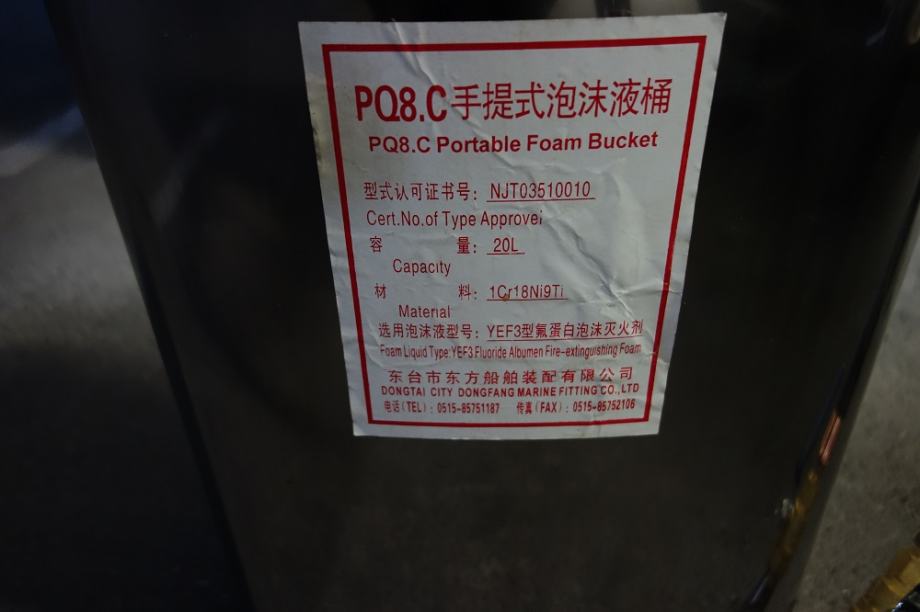 PQ8.C手提式泡沫液桶
PQ8.C Portable Foam Bucket
型式认可证书号: NJT03510010
Cert.No.of Type Approvei
容 量: 20L
Capacity
材 料: 1Cr18Ni9Ti
Material
选用泡沫液型号: YEF3型氟蛋白泡沫灭火剂
Foam Liquid Type:YEF3 Fluoride Albumen Fire-extinguishing Foam
东台市东方船舶装配有限公司
DONGTAI CITY DONGFANG MARINE FITTING CO.,LTD
电话(TEL): 0515-85751187 传真(FAX): 0515-85752106